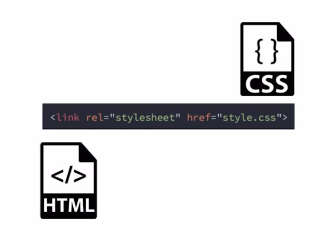 { }
CSS
<link rel="stylesheet" href="style.css">
</>
HTML